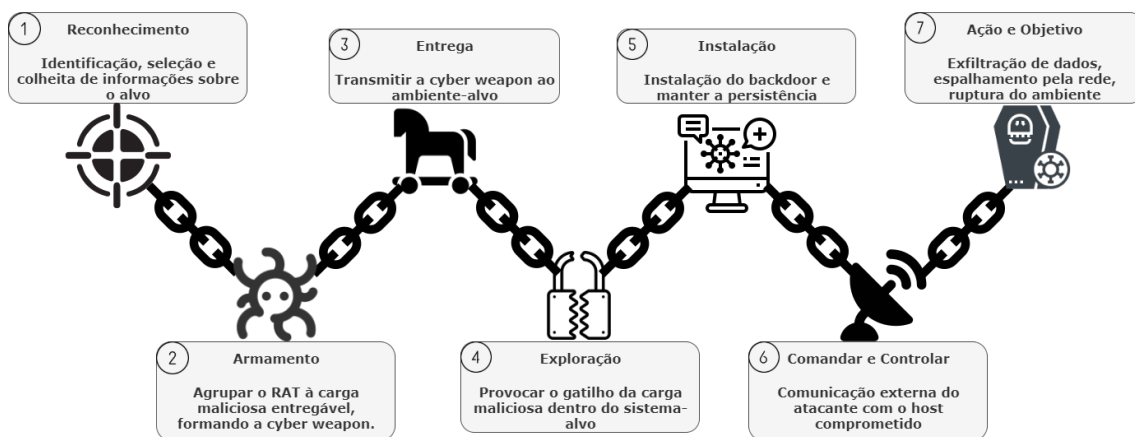 1
Reconhecimento
Identificação, seleção e
colheita de informações sobre
o alvo
2
Armamento
Agrupar o RAT à carga
maliciosa entregável,
formando a cyber weapon.
3
Entrega
Transmitir a cyber weapon ao
ambiente-alvo
4
Exploração
Provocar o gatilho da carga
maliciosa dentro do sistema-
alvo
5
Instalação
Instalação do backdoor e
manter a persistência
6
Comandar e Controlar
Comunicação externa do
atacante com o host
comprometido
7
Ação e Objetivo
Exfiltração de dados,
espalhamento pela rede,
ruptura do ambiente